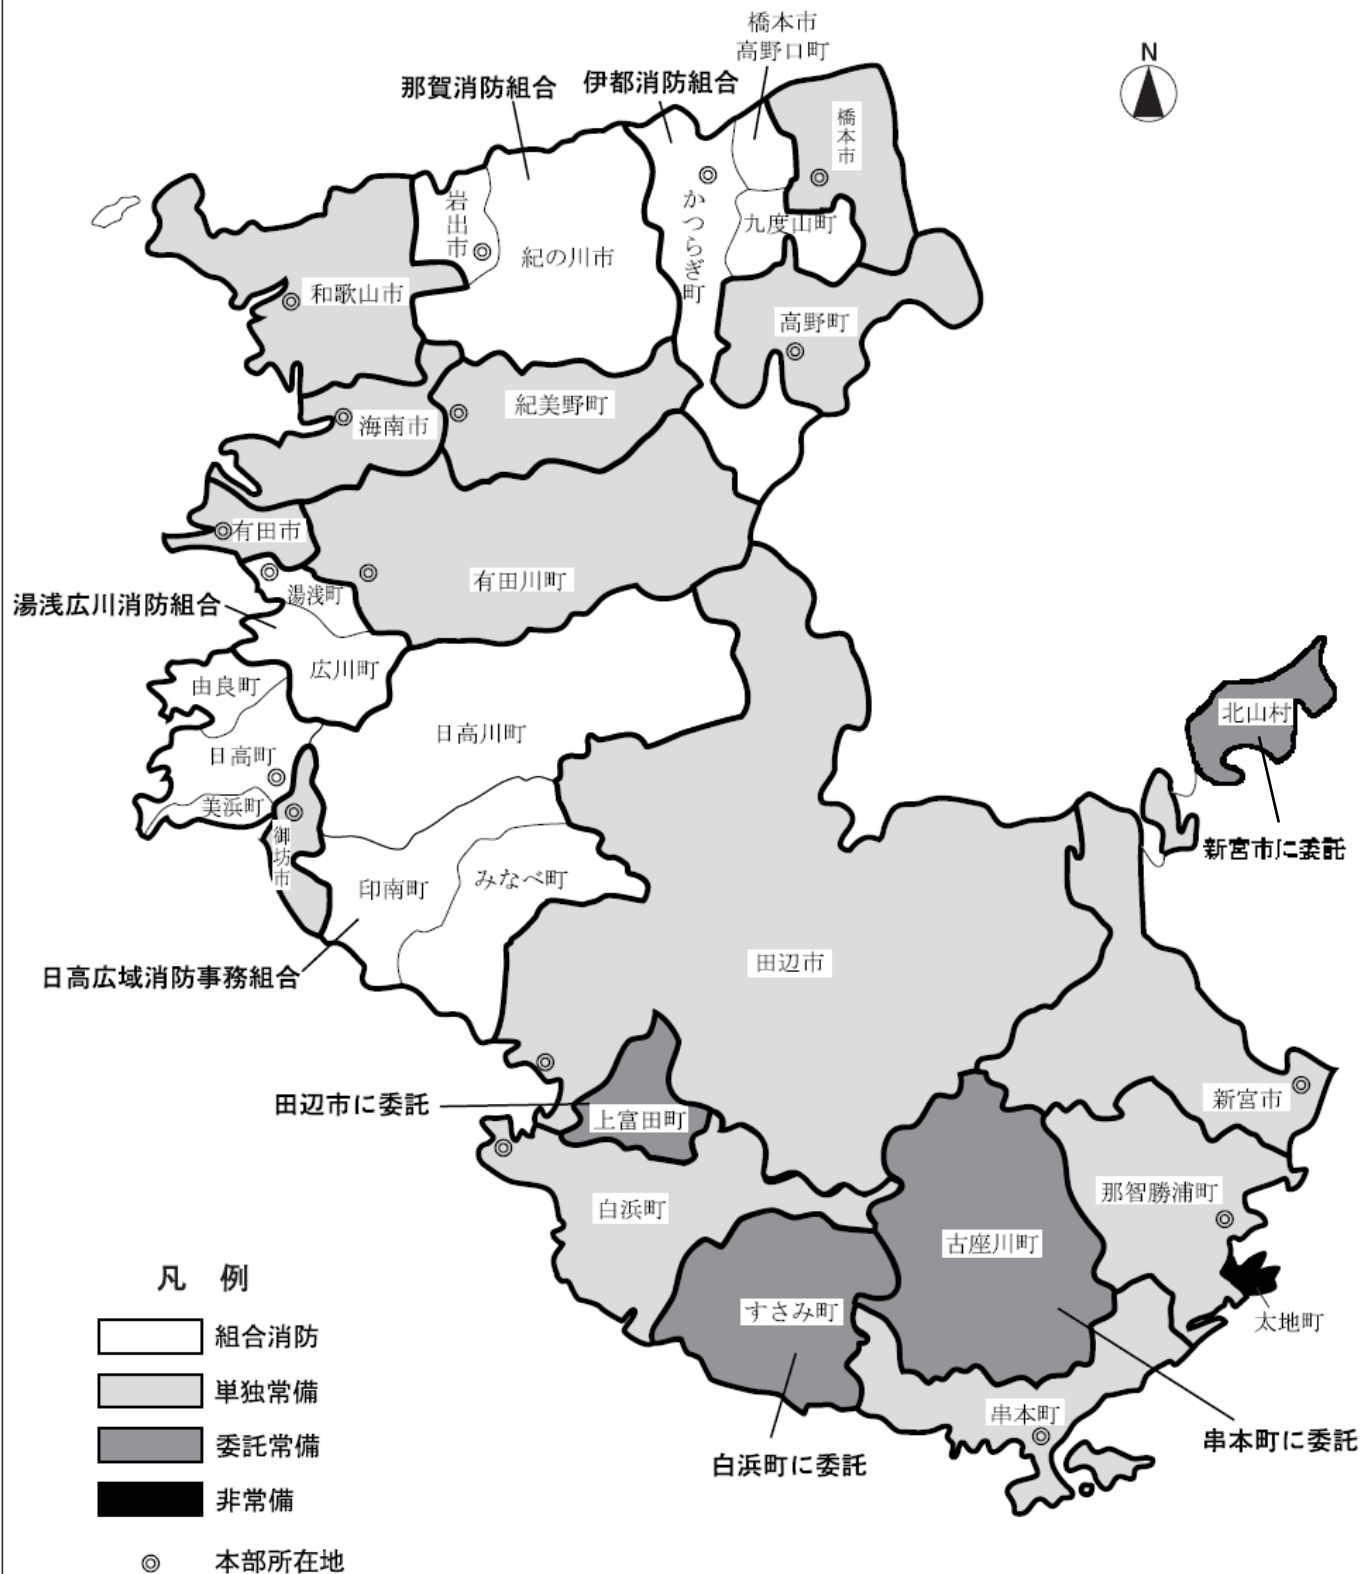 橋本市
高野口町
N
那賀消防組合
伊都消防組合
橋本市
岩出市
かつらぎ町
九度山町
紀の川市
和歌山市
高野町
紀美野町
海南市
有田市
有田川町
湯浅町
湯浅広川消防組合
広川町
由良町
日高川町
北山村
日高町
美浜町
御坊市
新宮市に委託
印南町
みなべ町
田辺市
日高広域消防事務組合
新宮市
田辺市に委託
上富田町
那智勝浦町
白浜町
古座川町
凡 例
すさみ町
太地町
組合消防
単独常備
串本町
委託常備
串本町に委託
白浜町に委託
非常備
本部所在地